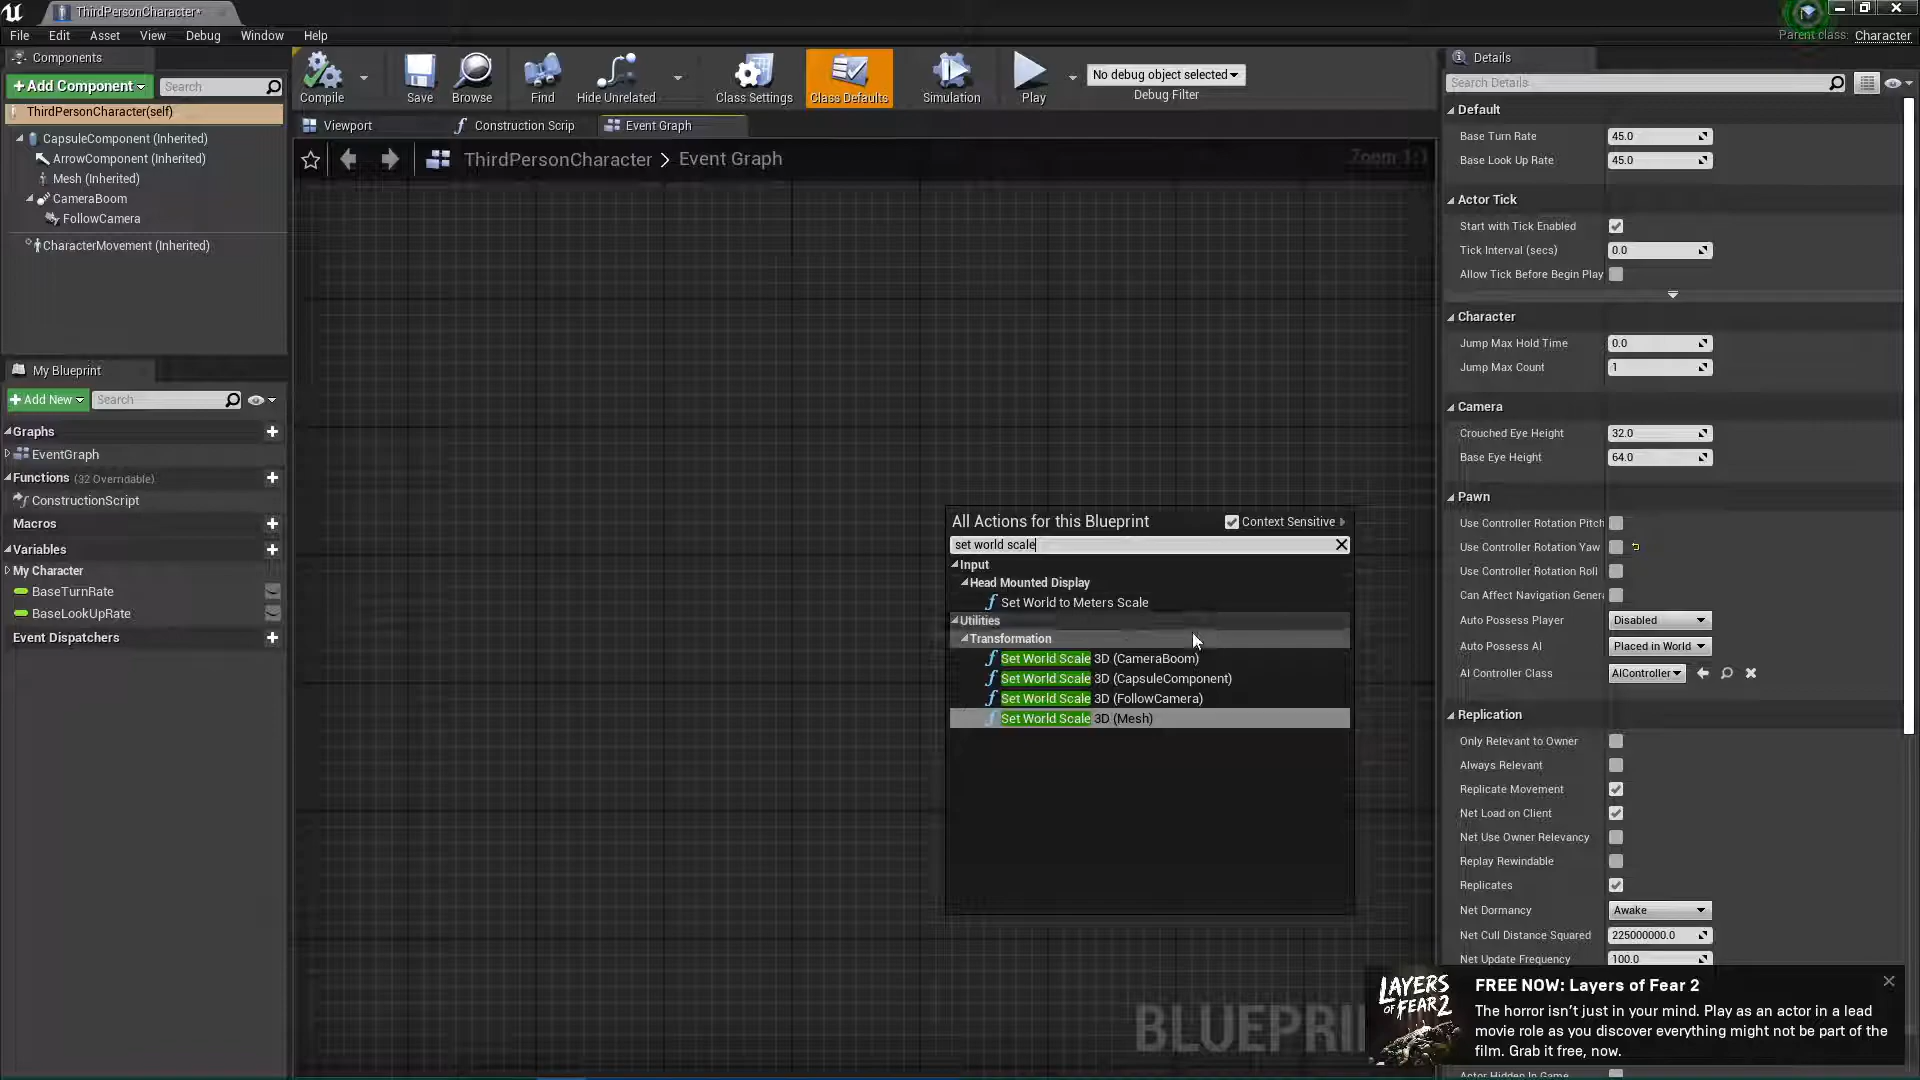 ThirdPersonCharacter*
Parent class: Character
File Edit Asset View Debug Window Help
Components
+Add Component Search
ThirdPersonCharacter(self)
CapsuleComponent (Inherited)
ArrowComponent (Inherited)
Mesh (Inherited)
CameraBoom
FollowCamera
CharacterMovement (Inherited)
My Blueprint
+Add New Search
Graphs
EventGraph
Functions (32 Overridable)
ConstructionScript
Macros
Variables
My Character
BaseTurnRate
BaseLookUpRate
Event Dispatchers
Compile Save Browse Find Hide Unrelated Class Settings Class Defaults Simulation Play
No debug object selected
Debug Filter
Viewport Construction Scrip Event Graph
ThirdPersonCharacter > Event Graph
Zoom 1:1
All Actions for this Blueprint Context Sensitive
set world scale
Input
Head Mounted Display
Set World to Meters Scale
Utilities
Transformation
Set World Scale 3D (CameraBoom)
Set World Scale 3D (CapsuleComponent)
Set World Scale 3D (FollowCamera)
Set World Scale 3D (Mesh)
BLUEPRI
Details
Search Details
Default
Base Turn Rate 45.0
Base Look Up Rate 45.0
Actor Tick
Start with Tick Enabled
Tick Interval (secs) 0.0
Allow Tick Before Begin Play
Character
Jump Max Hold Time 0.0
Jump Max Count 1
Camera
Crouched Eye Height 32.0
Base Eye Height 64.0
Pawn
Use Controller Rotation Pitch
Use Controller Rotation Yaw
Use Controller Rotation Roll
Can Affect Navigation Genera
Auto Possess Player Disabled
Auto Possess AI Placed in World
AI Controller Class AIController
Replication
Only Relevant to Owner
Always Relevant
Replicate Movement
Net Load on Client
Net Use Owner Relevancy
Replay Rewindable
Replicates
Net Dormancy Awake
Net Cull Distance Squared 225000000.0
Net Update Frequency 100.0
LAYERS
OF FEAR 2
FREE NOW: Layers of Fear 2
The horror isn't just in your mind. Play as an actor in a lead
movie role as you discover everything might not be part of the
film. Grab it free, now.
Actor Hidden In Game